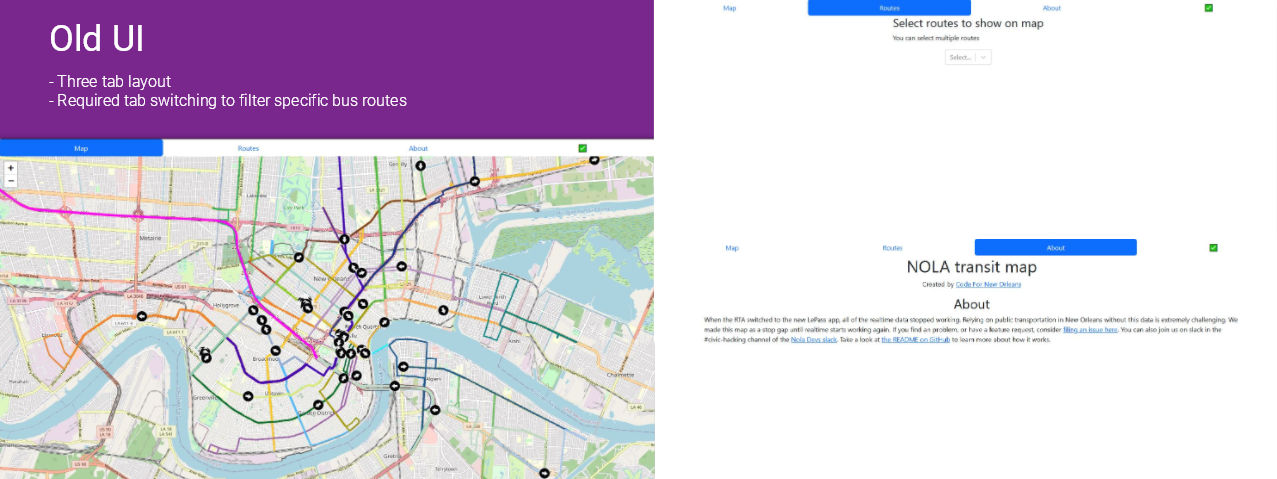 Old UI
- Three tab layout
- Required tab switching to filter specific bus routes
Map
Routes
About
+
−
Metairie
New Orleans
Broadmoor
Uptown
Garden District
Algiers
Gretna
Terrytown
Chalmette
City Park
Map
Routes
About
Select routes to show on map
You can select multiple routes
Select...
Map
Routes
About
NOLA transit map
Created by Code For New Orleans
About
When the RTA switched to the new LePass app, all of the realtime data stopped working. Relying on public transportation in New Orleans without this data is extremely challenging. We
made this map as a stop gap until realtime starts working again. If you find an problem, or have a feature request, consider filing an issue here. You can also join us on slack in the
#civic-hacking channel of the Nola Devs slack. Take a look at the README on GitHub to learn more about how it works.